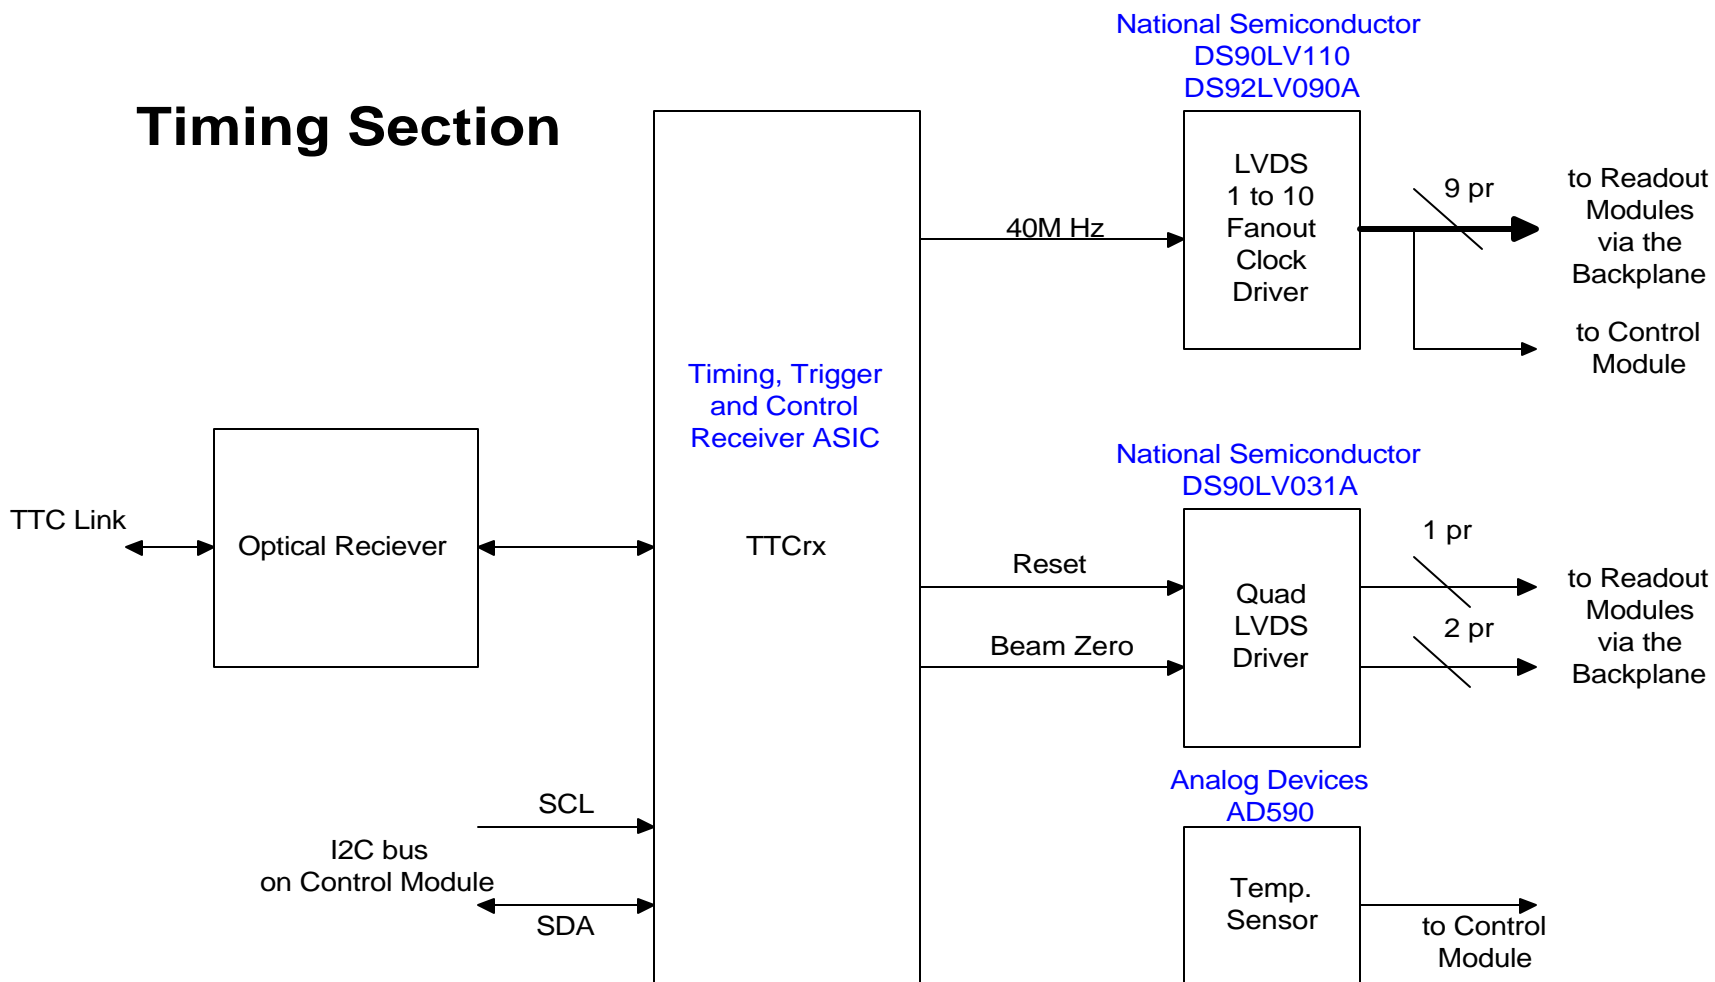 Timing Section
National Semiconductor
DS90LV110
DS92LV090A
LVDS
1 to 10
Fanout
Clock
Driver
40M Hz
9 pr
to Readout
Modules
via the
Backplane
to Control
Module
Timing, Trigger
and Control
Receiver ASIC
TTCrx
TTC Link
Optical Reciever
National Semiconductor
DS90LV031A
Reset
Beam Zero
Quad
LVDS
Driver
1 pr
2 pr
to Readout
Modules
via the
Backplane
SCL
I2C bus
on Control Module
SDA
Analog Devices
AD590
Temp.
Sensor
to Control
Module